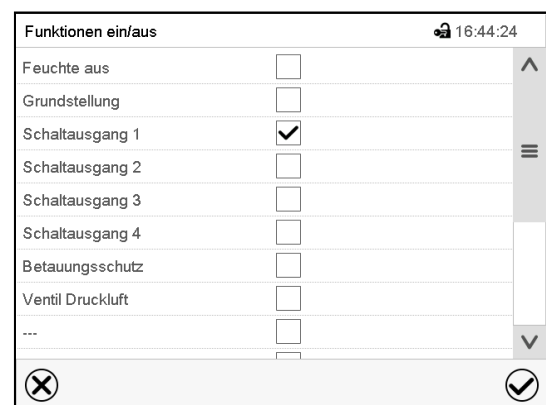 Funktionen ein/aus 16:44:24
Feuchte aus
Grundstellung
Schaltausgang 1
Schaltausgang 2
Schaltausgang 3
Schaltausgang 4
Betauungsschutz
Ventil Druckluft
---